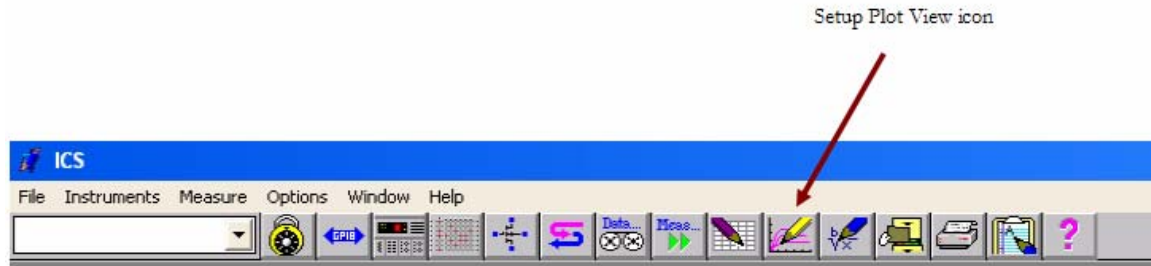 Setup Plot View icon
ICS
File Instruments Measure Options Window Help
GPIB Data... Meas... √x ?